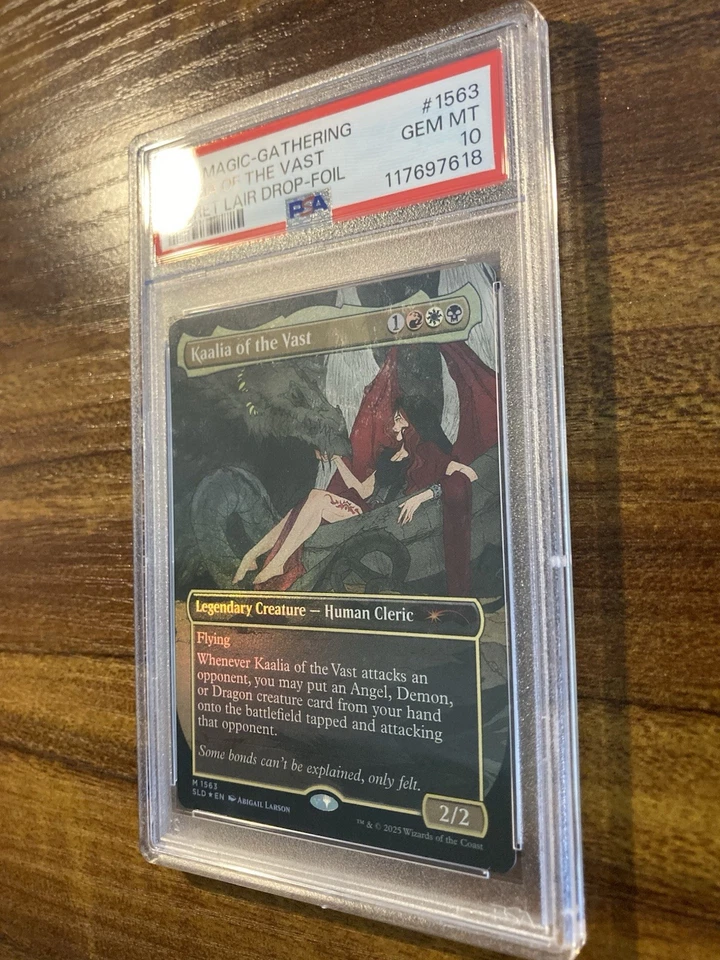 MAGIC-GATHERING
OF THE VAST
LAIR DROP-FOIL
#1563
GEM MT
10
117697618
PSA
Kaalia of the Vast
1
Legendary Creature — Human Cleric
Flying
Whenever Kaalia of the Vast attacks an
opponent, you may put an Angel, Demon,
or Dragon creature card from your hand
onto the battlefield tapped and attacking
that opponent.
Some bonds can't be explained, only felt.
M 1563
SLD ★ EN ABIGAIL LARSON
2/2
™ & © 2025 Wizards of the Coast